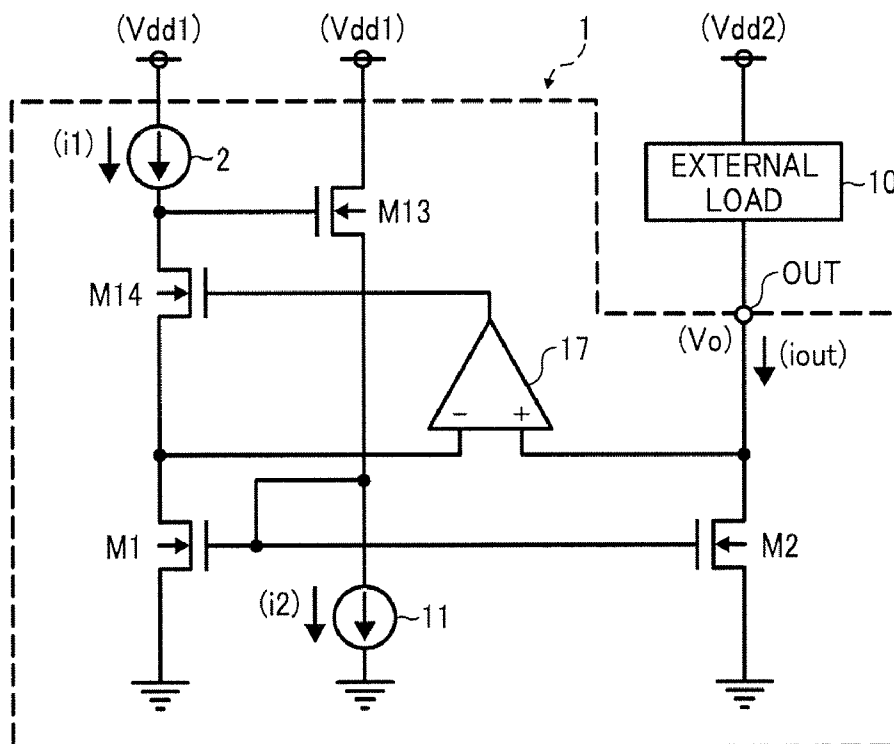 (Vdd1)
(Vdd1)
1
(Vdd2)
(i1)
2
EXTERNAL
LOAD
10
M13
M14
OUT
(Vo)
(iout)
17
− +
M1
M2
(i2)
11